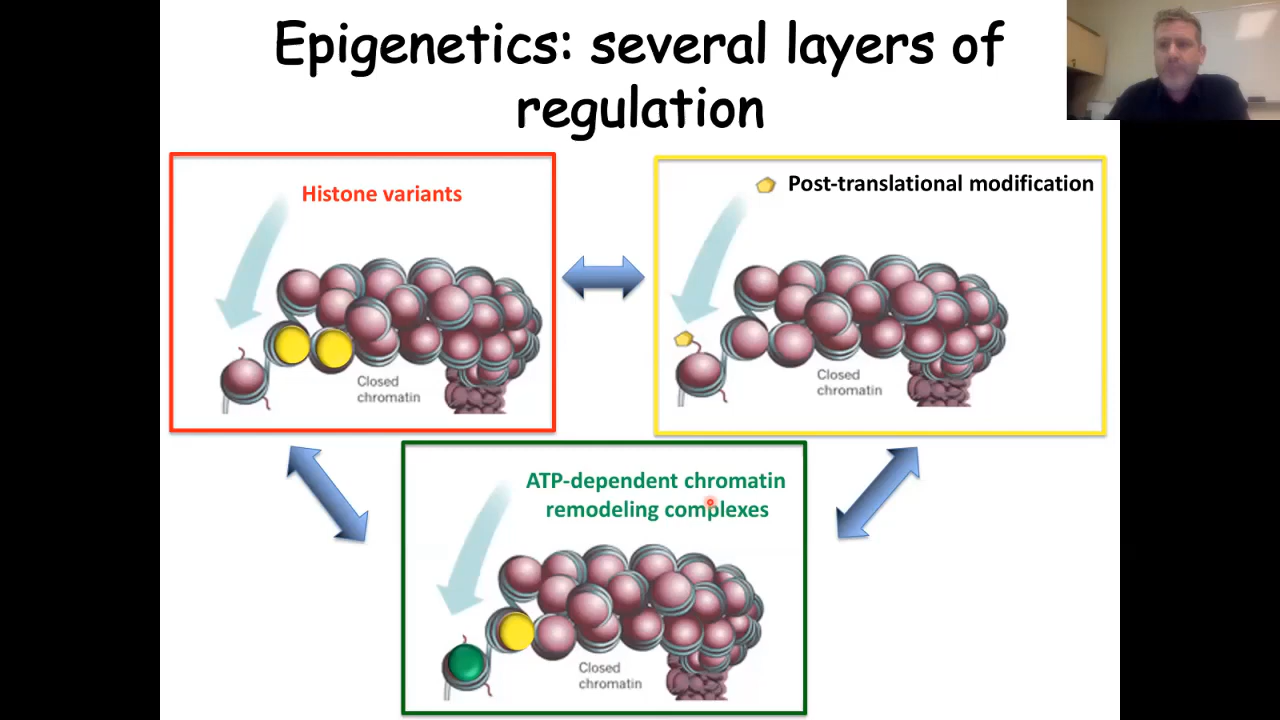 Epigenetics: several layers of
regulation
Histone variants
Closed
chromatin
Post-translational modification
Closed
chromatin
ATP-dependent chromatin
remodeling complexes
Closed
chromatin